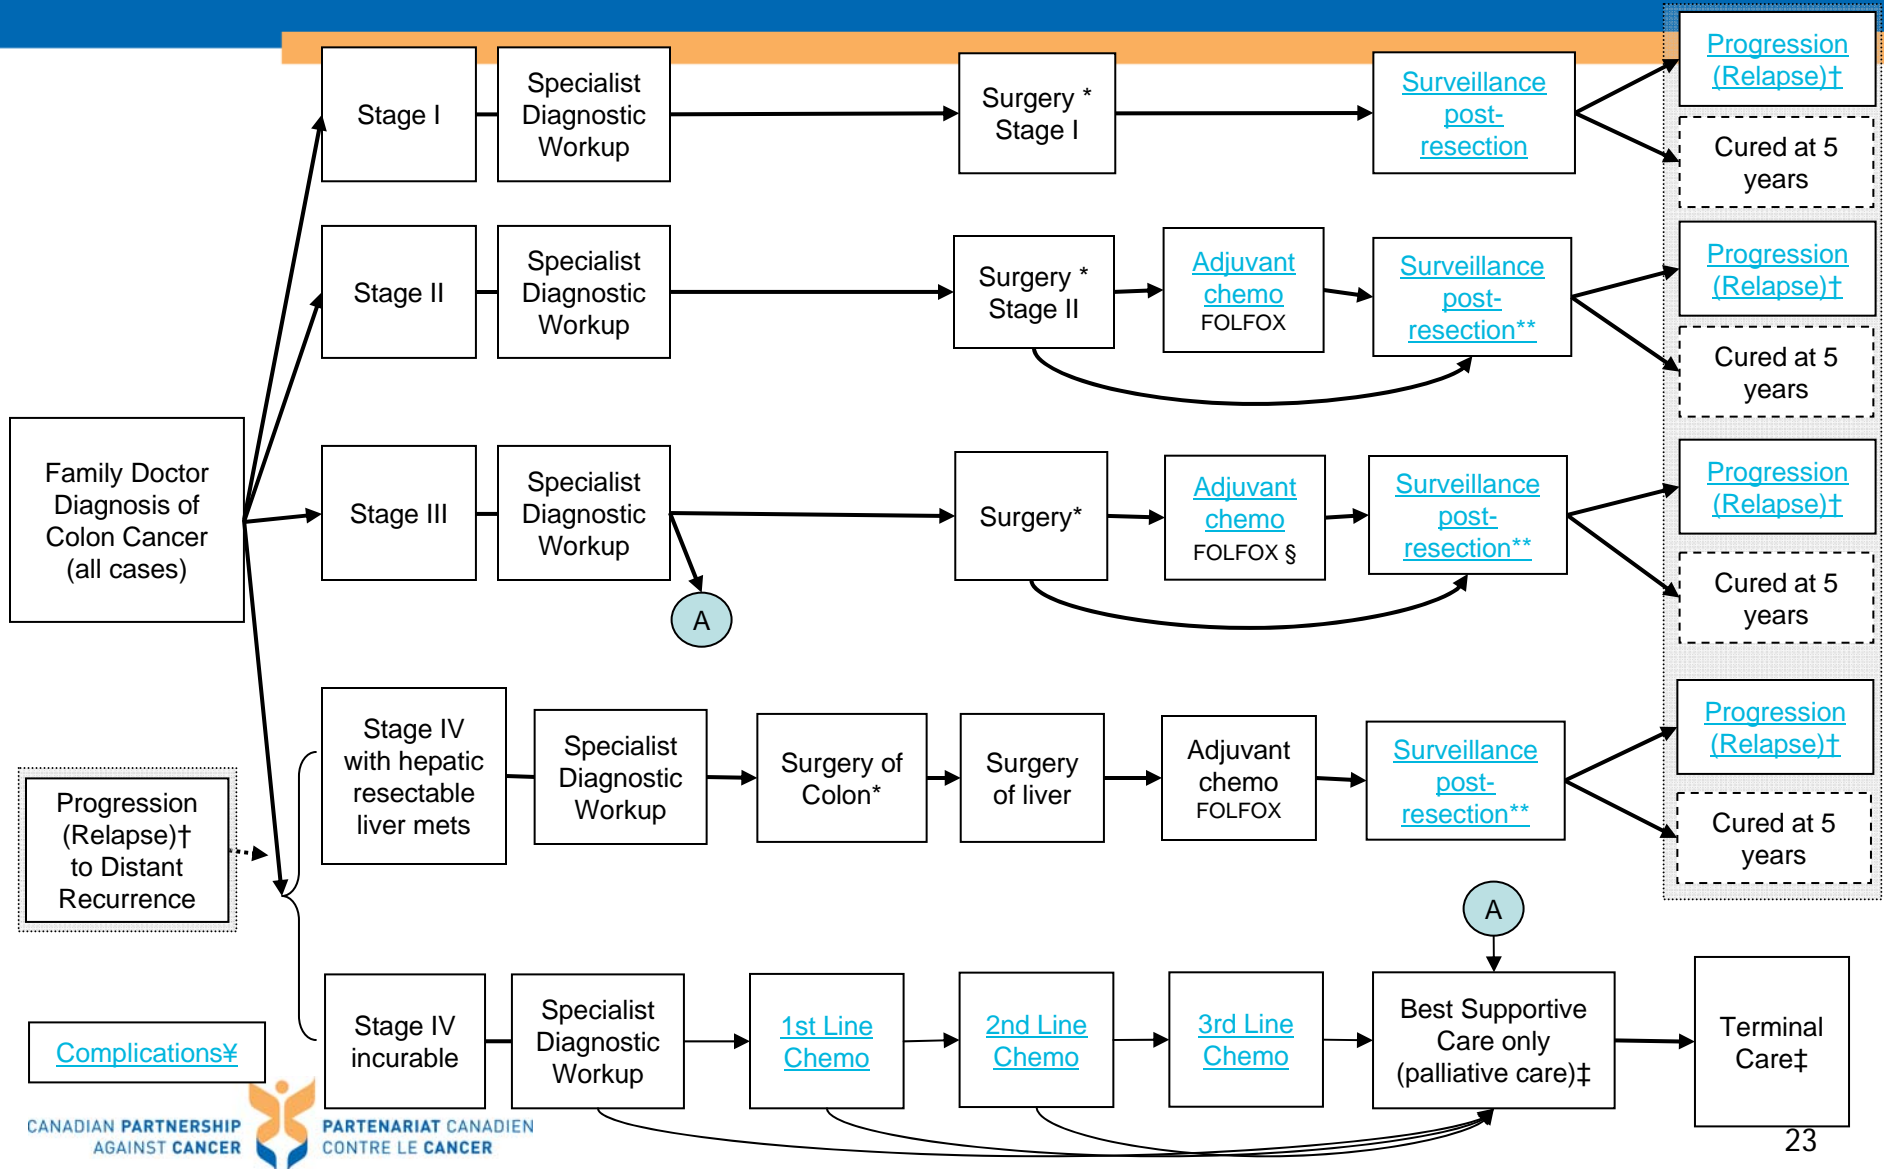 Stage I
Specialist
Diagnostic
Workup
Surgery *
Stage I
Surveillance
post-
resection
Progression
(Relapse)†
Cured at 5
years
Stage II
Specialist
Diagnostic
Workup
Surgery *
Stage II
Adjuvant
chemo
FOLFOX
Surveillance
post-
resection**
Progression
(Relapse)†
Cured at 5
years
Family Doctor
Diagnosis of
Colon Cancer
(all cases)
Stage III
Specialist
Diagnostic
Workup
A
Surgery*
Adjuvant
chemo
FOLFOX §
Surveillance
post-
resection**
Progression
(Relapse)†
Cured at 5
years
Progression
(Relapse)†
to Distant
Recurrence
Stage IV
with hepatic
resectable
liver mets
Specialist
Diagnostic
Workup
Surgery of
Colon*
Surgery
of liver
Adjuvant
chemo
FOLFOX
Surveillance
post-
resection**
Progression
(Relapse)†
Cured at 5
years
A
Complications¥
Stage IV
incurable
Specialist
Diagnostic
Workup
1st Line
Chemo
2nd Line
Chemo
3rd Line
Chemo
Best Supportive
Care only
(palliative care)‡
Terminal
Care‡
CANADIAN PARTNERSHIP
AGAINST CANCER
PARTENARIAT CANADIEN
CONTRE LE CANCER
23